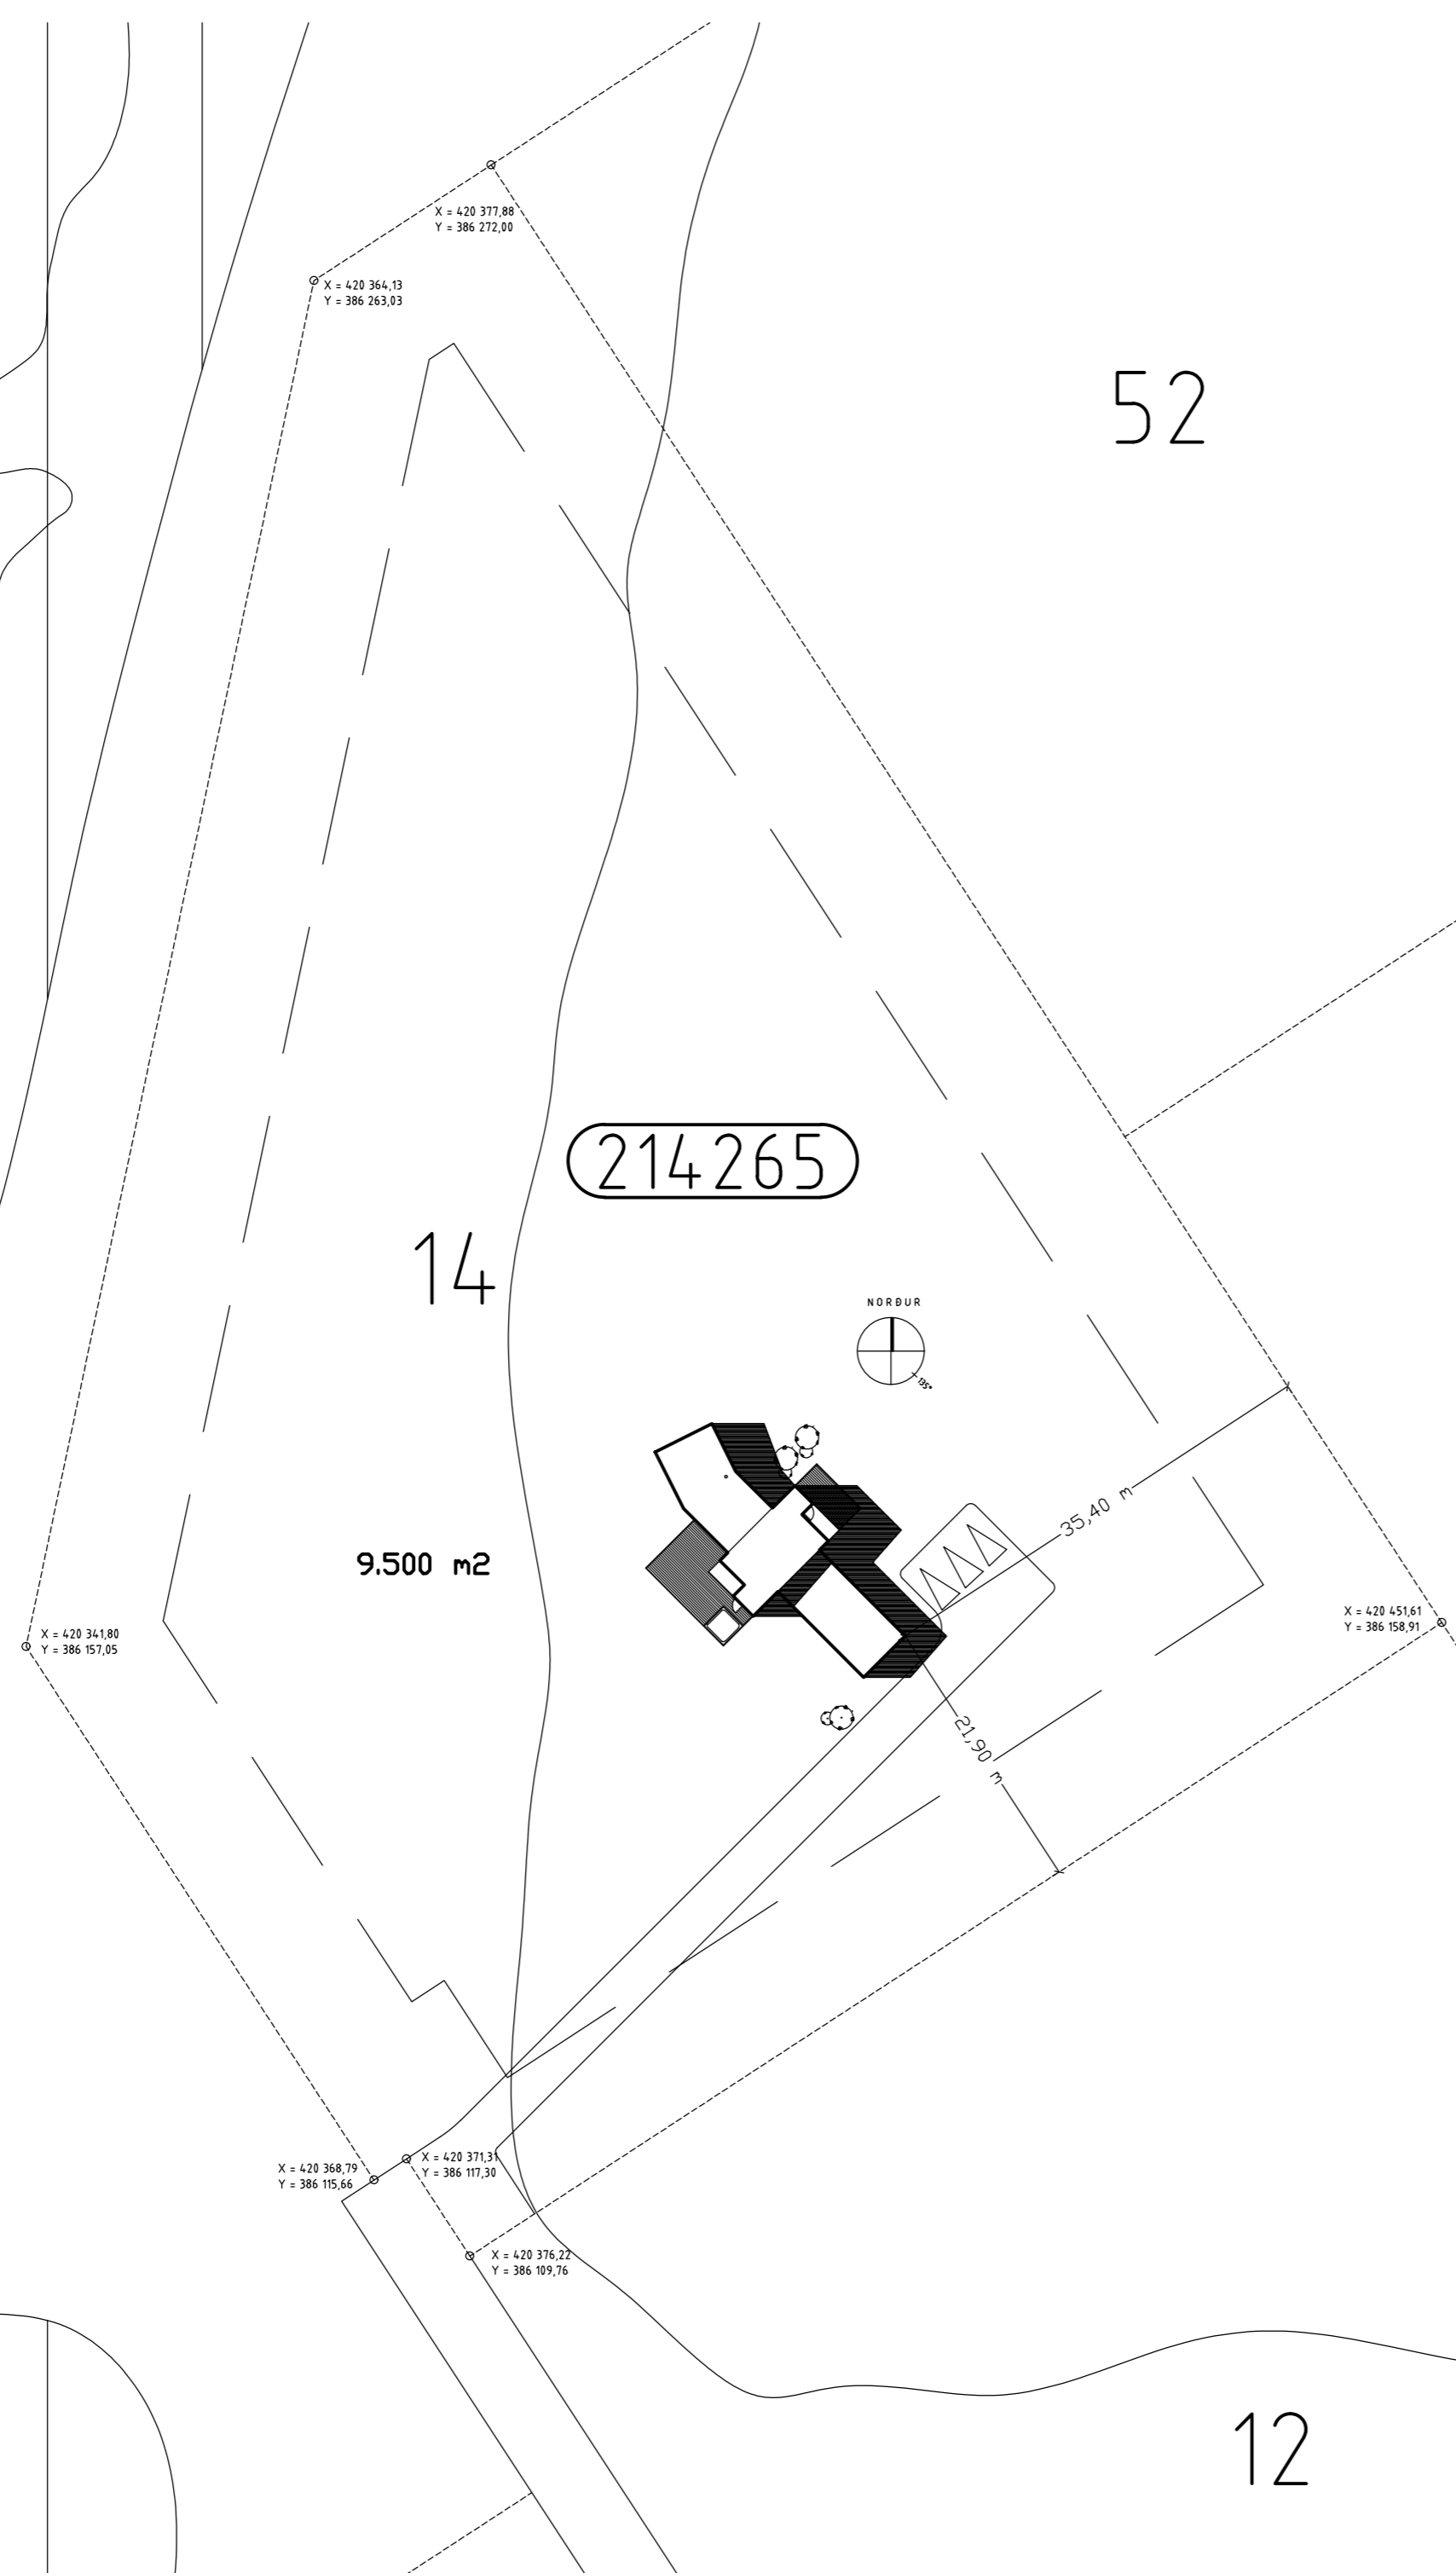 X = 420 377,88
Y = 386 272,00
X = 420 364,13
Y = 386 263,03
52
214265
14
NORÐUR
135°
35,40 m
9.500 m2
X = 420 451,61
Y = 386 158,91
X = 420 341,80
Y = 386 157,05
21,90 m
X = 420 371,31
Y = 386 117,30
X = 420 368,79
Y = 386 115,66
X = 420 376,22
Y = 386 109,76
12